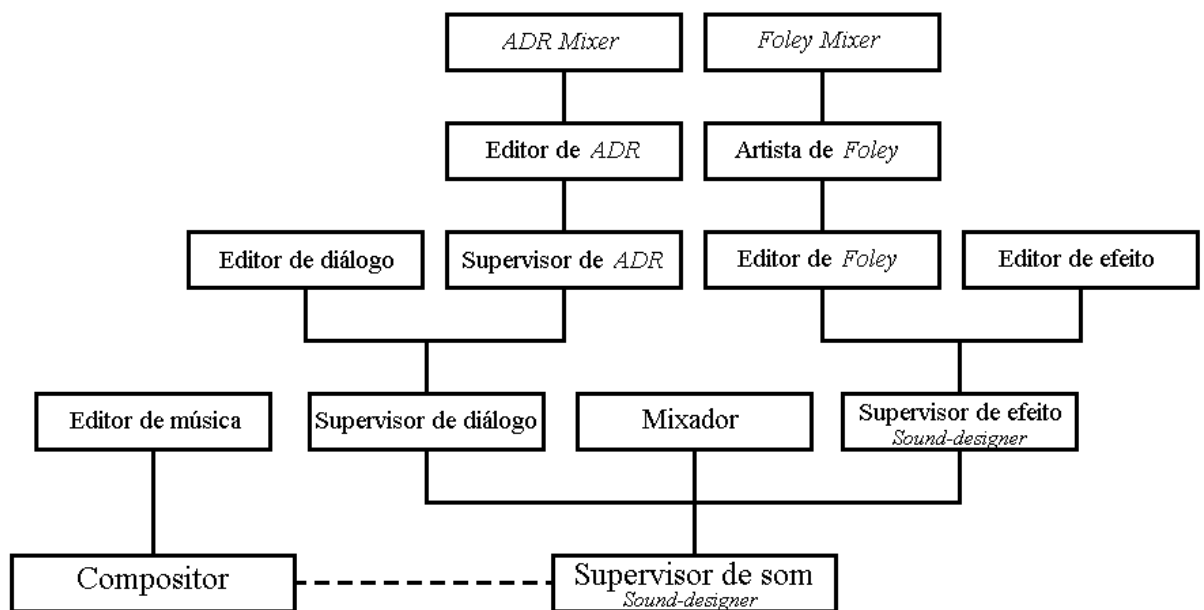 ADR Mixer
Foley Mixer
Editor de ADR
Artista de Foley
Editor de diálogo
Supervisor de ADR
Editor de Foley
Editor de efeito
Editor de música
Supervisor de diálogo
Mixador
Supervisor de efeito
Sound-designer
Compositor
Supervisor de som
Sound-designer